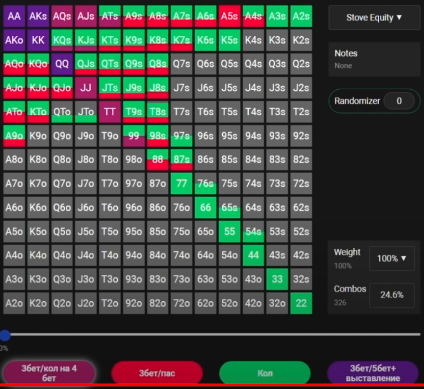 AA AKs AQs AJs ATs A9s A8s A7s A6s A5s A4s A3s A2s
Stove Equity ▼
AKo KK KQs KJs KTs K9s K8s K7s K6s K5s K4s K3s K2s
Notes
None
AQo KQo QQ QJs QTs Q9s Q8s Q7s Q6s Q5s Q4s Q3s Q2s
AJo KJo QJo JJ JTs J9s J8s J7s J6s J5s J4s J3s J2s
Randomizer 0
ATo KTo QTo JTo TT T9s T8s T7s T6s T5s T4s T3s T2s
A9o K9o Q9o J9o T9o 99 98s 97s 96s 95s 94s 93s 92s
A8o K8o Q8o J8o T8o 98o 88 87s 86s 85s 84s 83s 82s
A7o K7o Q7o J7o T7o 97o 87o 77 76s 75s 74s 73s 72s
A6o K6o Q6o J6o T6o 96o 86o 76o 66 65s 64s 63s 62s
A5o K5o Q5o J5o T5o 95o 85o 75o 65o 55 54s 53s 52s
A4o K4o Q4o J4o T4o 94o 84o 74o 64o 54o 44 43s 42s
Weight
100%
100% ▼
A3o K3o Q3o J3o T3o 93o 83o 73o 63o 53o 43o 33 32s
Combos
326
24.6%
A2o K2o Q2o J2o T2o 92o 82o 72o 62o 52o 42o 32o 22
0%
3бет/кол на 4
бет
3бет/пас
Кол
3бет/5бет+
выставление